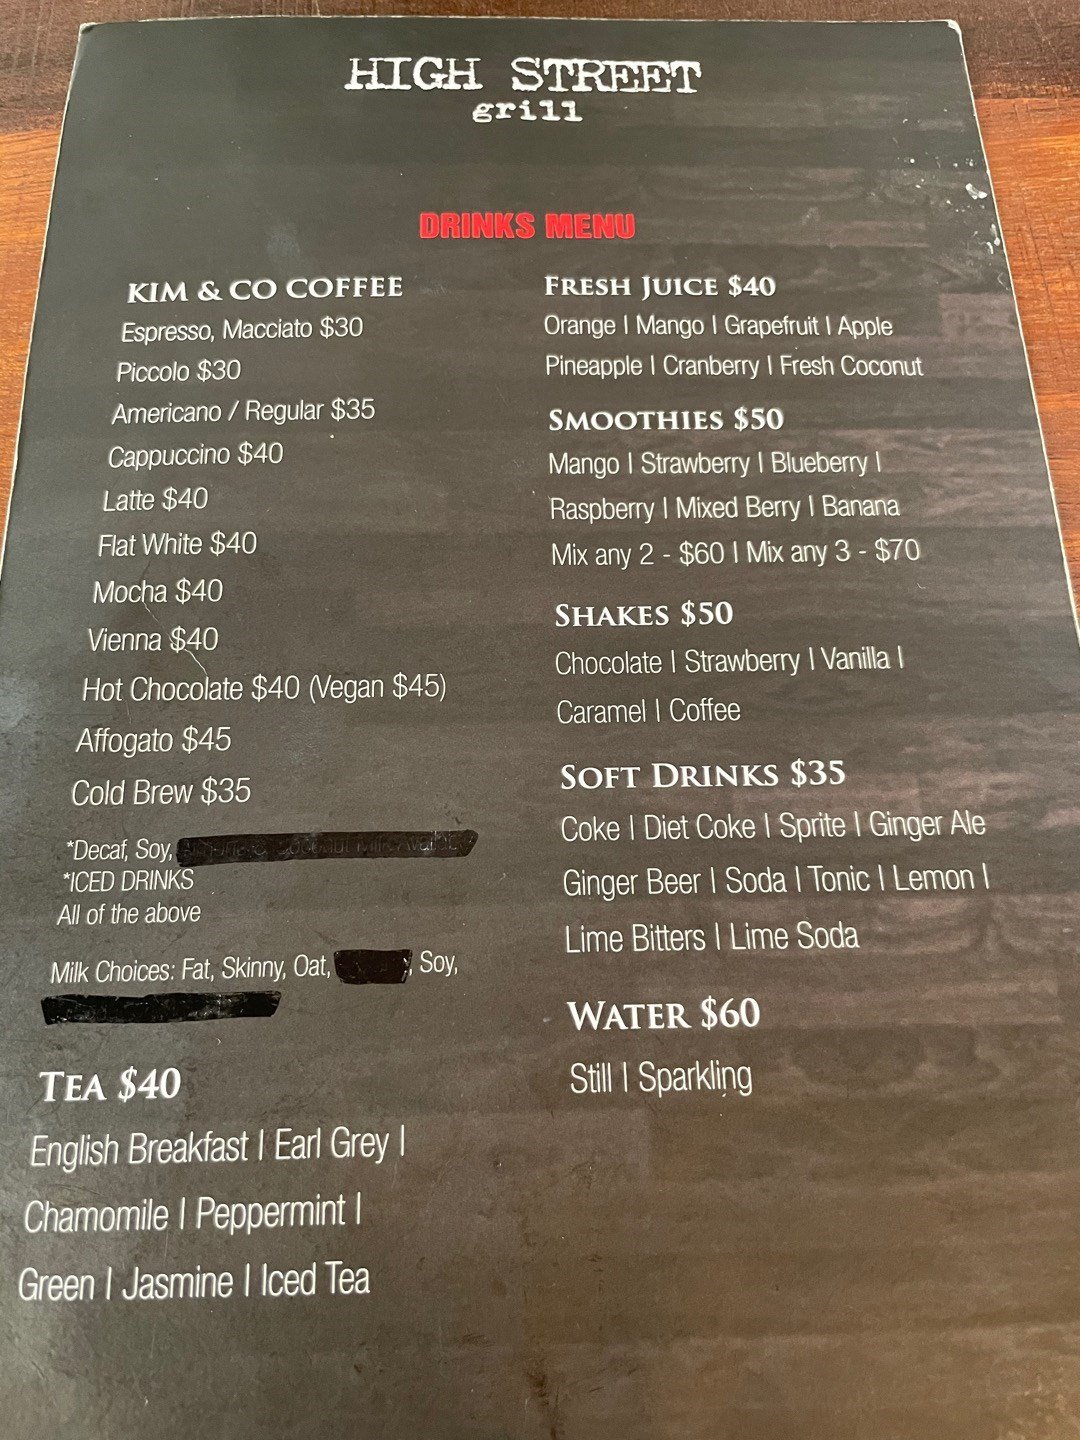 HIGH STREET
grill
DRINKS MENU
KIM & CO COFFEE
Espresso, Macciato $30
Piccolo $30
Americano / Regular $35
Cappuccino $40
Latte $40
Flat White $40
Mocha $40
Vienna $40
Hot Chocolate $40 (Vegan $45)
Affogato $45
Cold Brew $35
*Decaf, Soy,
*ICED DRINKS
All of the above
Milk Choices: Fat, Skinny, Oat, , Soy,
TEA $40
English Breakfast | Earl Grey |
Chamomile | Peppermint |
Green | Jasmine | Iced Tea
FRESH JUICE $40
Orange | Mango | Grapefruit | Apple
Pineapple | Cranberry | Fresh Coconut
SMOOTHIES $50
Mango | Strawberry | Blueberry |
Raspberry | Mixed Berry | Banana
Mix any 2 - $60 | Mix any 3 - $70
SHAKES $50
Chocolate | Strawberry | Vanilla |
Caramel | Coffee
SOFT DRINKS $35
Coke | Diet Coke | Sprite | Ginger Ale
Ginger Beer | Soda | Tonic | Lemon |
Lime Bitters | Lime Soda
WATER $60
Still | Sparkling